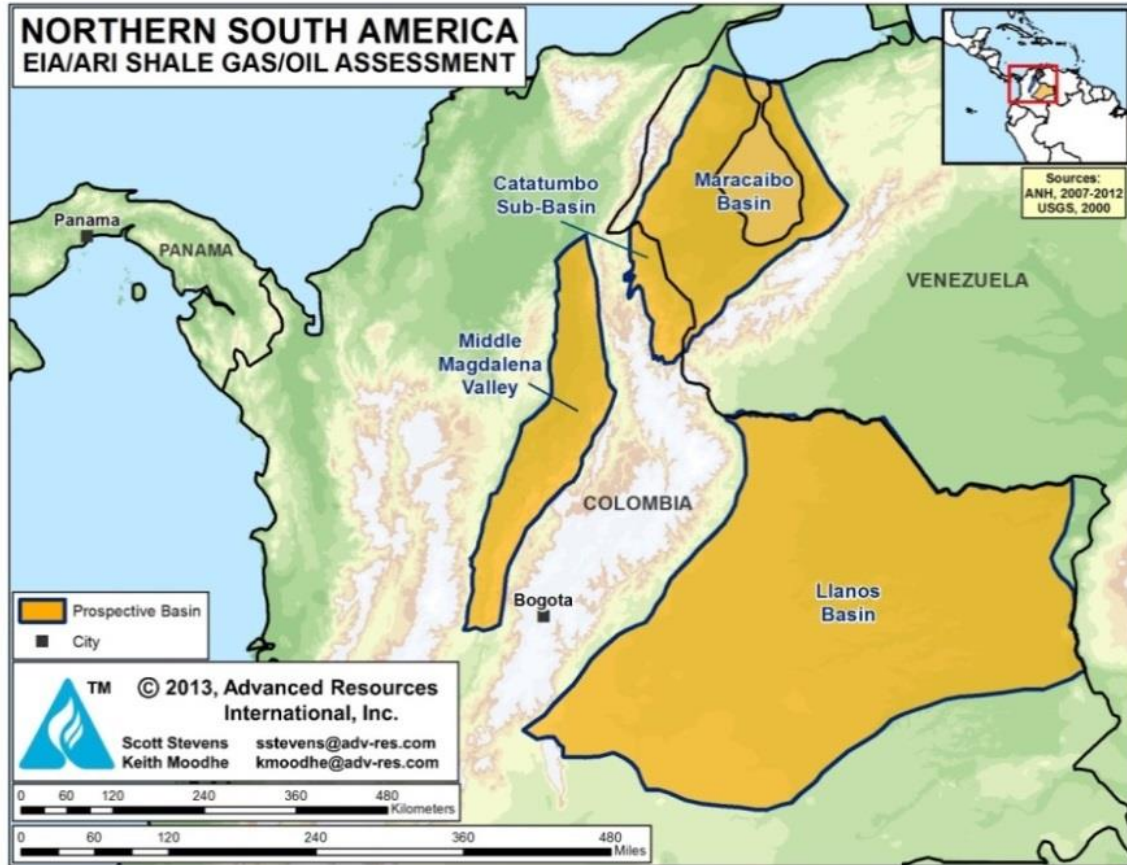 NORTHERN SOUTH AMERICA
EIA/ARI SHALE GAS/OIL ASSESSMENT
Sources:
ANH, 2007-2012
USGS, 2000
Catatumbo
Sub-Basin
Maracaibo
Basin
Panama
PANAMA
VENEZUELA
Middle
Magdalena
Valley
COLOMBIA
Llanos
Basin
Bogota
Prospective Basin
City
TM
© 2013, Advanced Resources
International, Inc.
Scott Stevens sstevens@adv-res.com
Keith Moodhe kmoodhe@adv-res.com
0 60 120 240 360 480
Kilometers
0 60 120 240 360 480
Miles